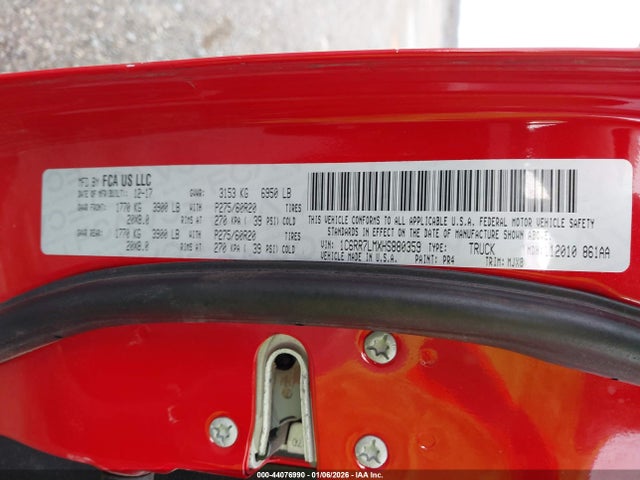 MFD BY FCA US LLC
DATE OF MFR(BUILT): 12-17 GVWR: 3153 KG 6950 LB
GAWR FRONT: 1770 KG 3900 LB WITH P275/60R20 TIRES
20X8.0 RIMS AT 270 KPA ( 39 PSI) COLD
GAWR REAR: 1770 KG 3900 LB WITH P275/60R20 TIRES
20X8.0 RIMS AT 270 KPA ( 39 PSI) COLD
THIS VEHICLE CONFORMS TO ALL APPLICABLE U.S.A. FEDERAL MOTOR VEHICLE SAFETY
STANDARDS IN EFFECT ON THE DATE OF MANUFACTURE SHOWN ABOVE.
VIN: 1C6RR7LMXHS880359 TYPE: TRUCK 12010 861AA
VEHICLE MADE IN U.S.A. PAINT: PR4 TRIM: MJX8
000-44076990 - 01/06/2026 - COPART